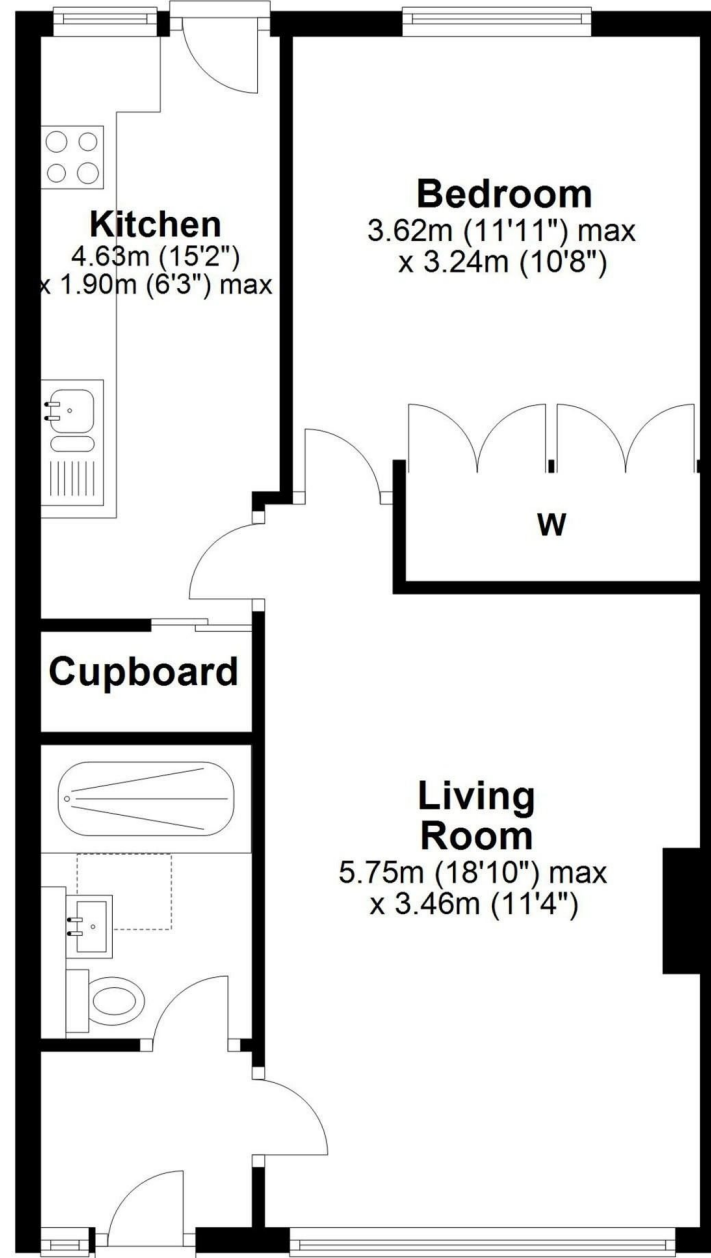 Kitchen
4.63m (15'2")
x 1.90m (6'3") max
Bedroom
3.62m (11'11") max
x 3.24m (10'8")
W
Cupboard
Living
Room
5.75m (18'10") max
x 3.46m (11'4")